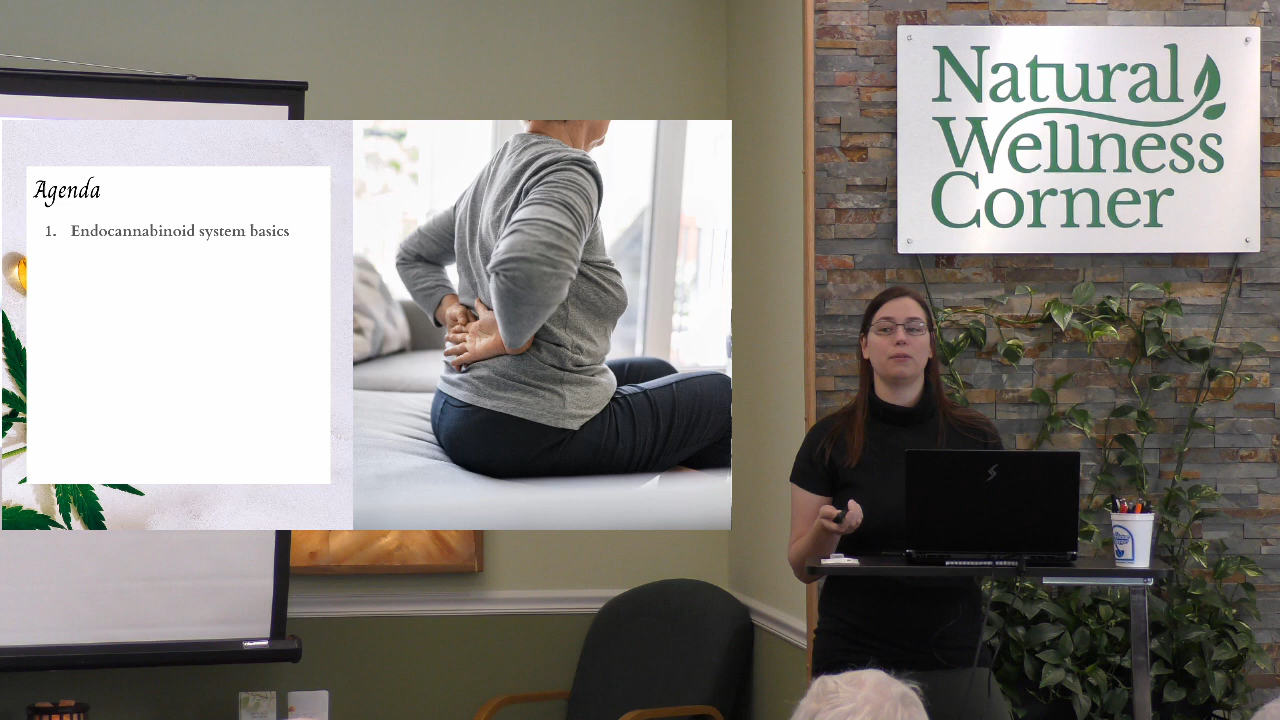 Agenda
1. Endocannabinoid system basics
Natural
Wellness
Corner